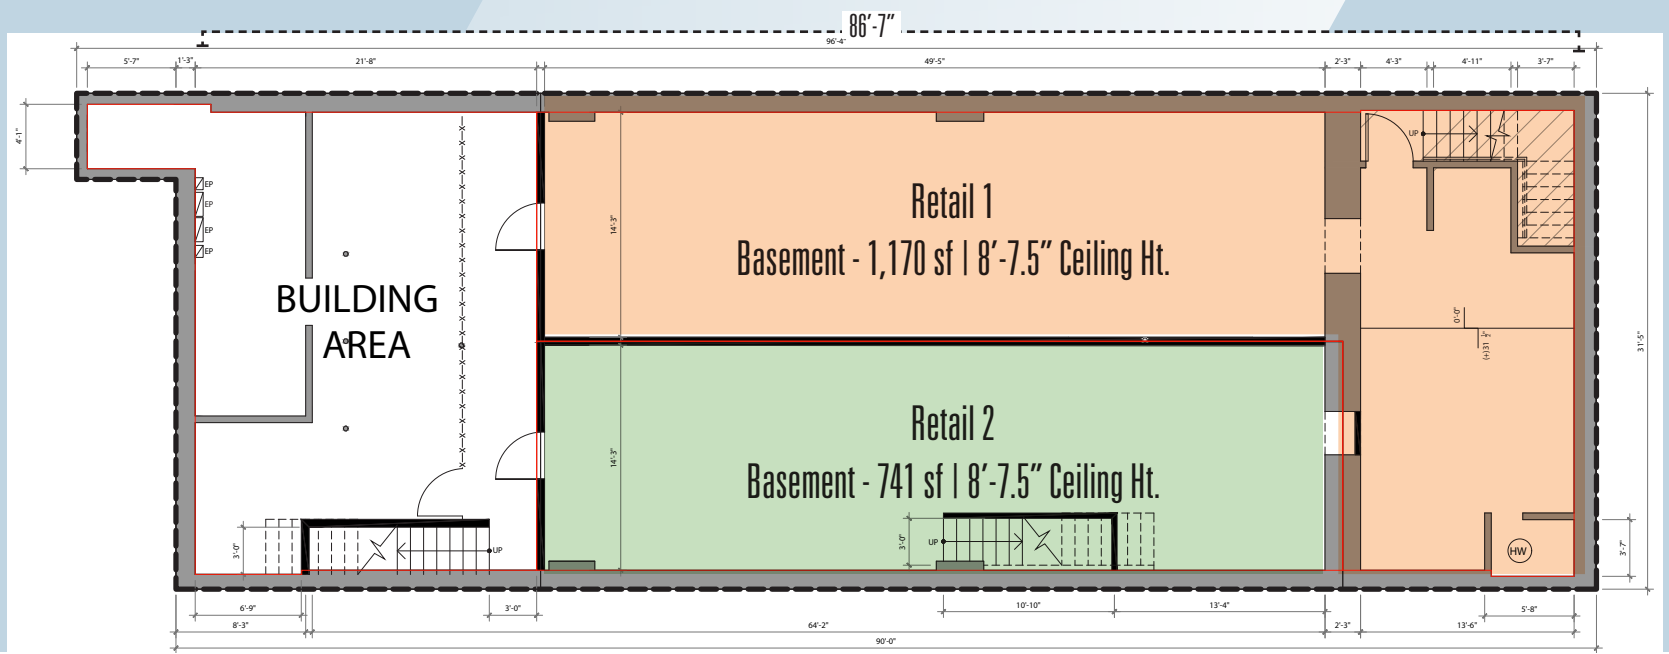 86'-7"
96'-4"
5'-7" 1'-3" 21'-8" 49'-5" 2'-3" 4'-3" 4'-11" 3'-7"
4'-1"
UP
EP
EP
EP
EP
14'-3"
Retail 1
Basement - 1,170 sf | 8'-7.5" Ceiling Ht.
BUILDING
AREA
0'-0"
31'-5"
14'-3"
Retail 2
Basement - 741 sf | 8'-7.5" Ceiling Ht.
3'-0"
UP
3'-0"
UP
HW
3'-7"
6'-9" 3'-0" 10'-10" 13'-4" 5'-8"
8'-3" 64'-2" 2'-3" 13'-6"
90'-0"